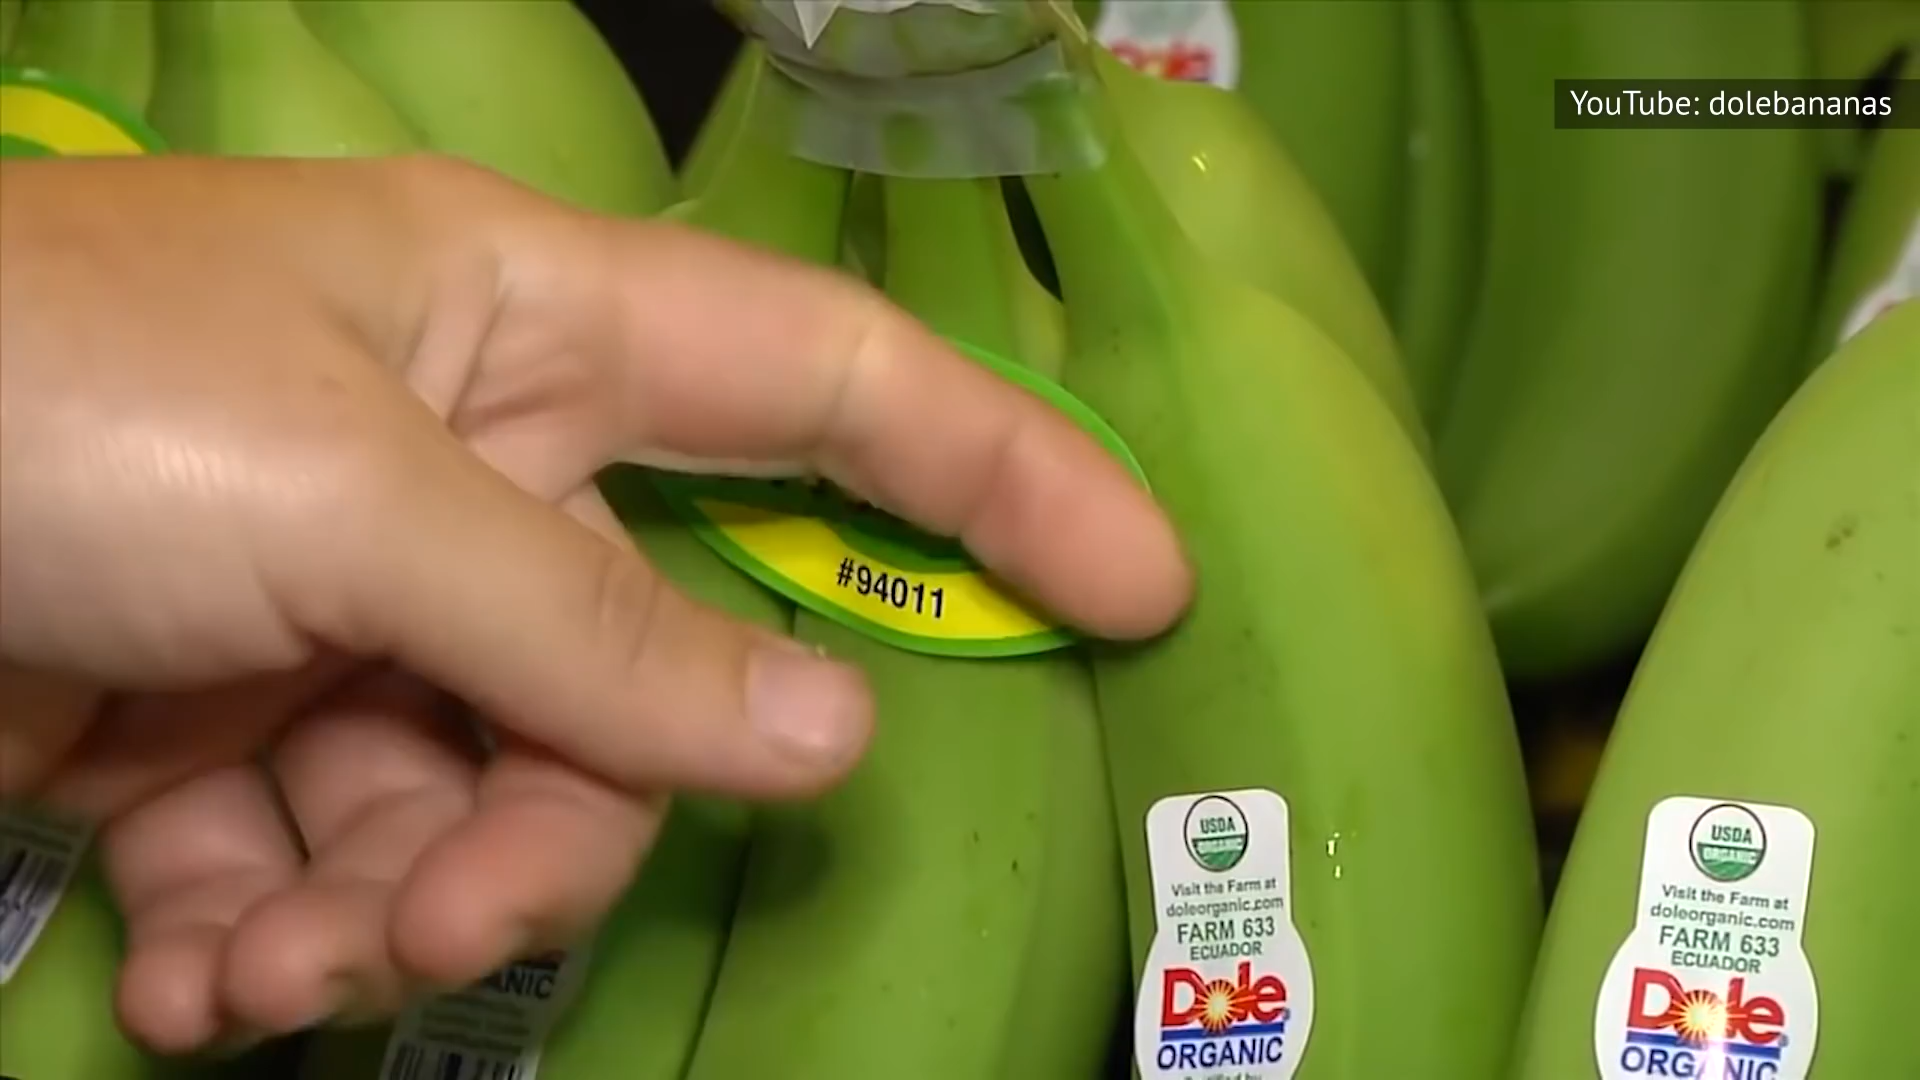 YouTube: dolebananas
Dole
#94011
USDA
ORGANIC
Visit the Farm at
doleorganic.com
FARM 633
ECUADOR
Dole
ORGANIC
USDA
ORGANIC
Visit the Farm at
doleorganic.com
FARM 633
ECUADOR
Dole
ORGANIC